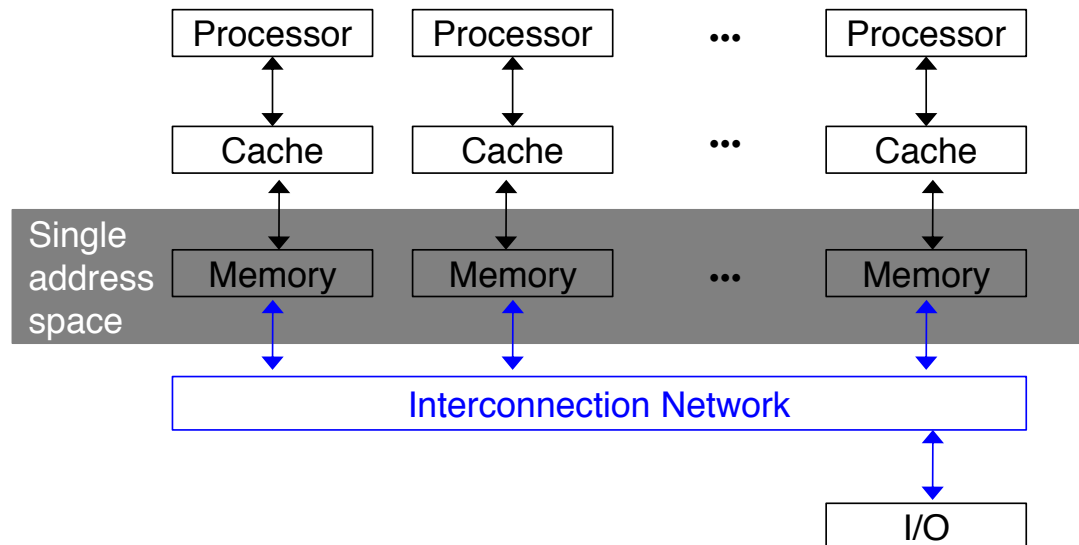 Processor Processor ... Processor
Cache Cache ... Cache
Single
address
space
Memory Memory ... Memory
Interconnection Network
I/O